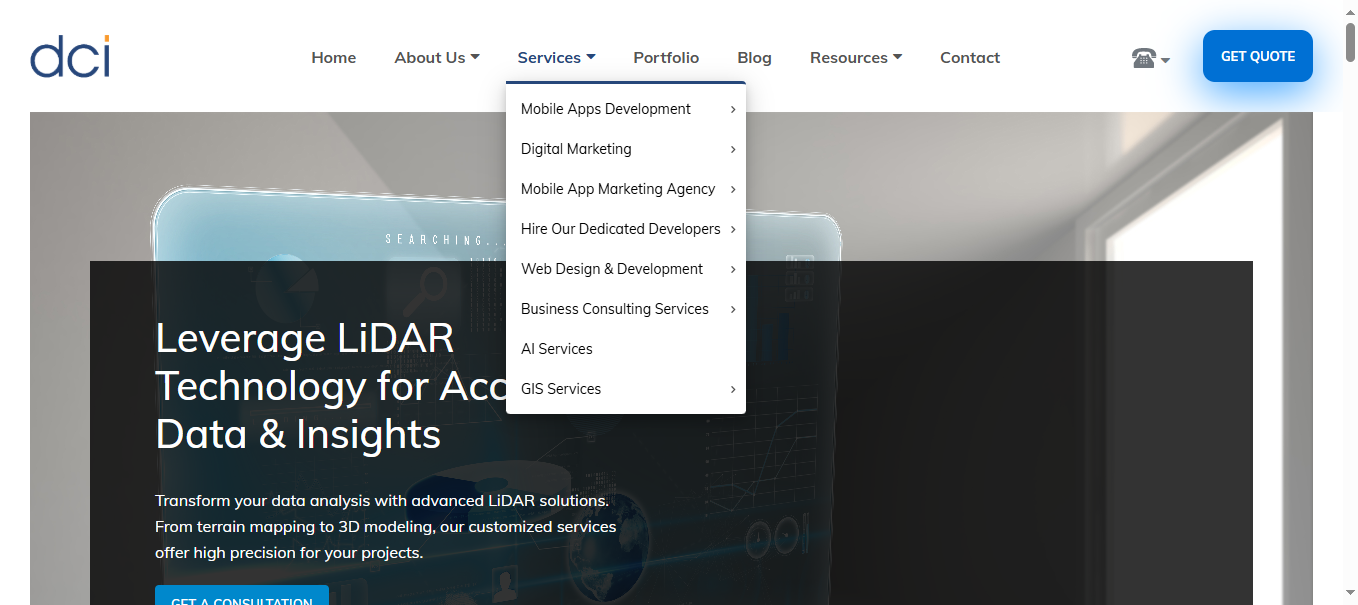 dci
Home About Us Services Portfolio Blog Resources Contact
GET QUOTE
Mobile Apps Development
Digital Marketing
Mobile App Marketing Agency
Hire Our Dedicated Developers
Web Design & Development
Business Consulting Services
AI Services
GIS Services
SEARCHING...
Leverage LiDAR
Technology for
Data & Insights
Transform your data analysis with advanced LiDAR solutions.
From terrain mapping to 3D modeling, our customized services
offer high precision for your projects.
GET A CONSULTATION